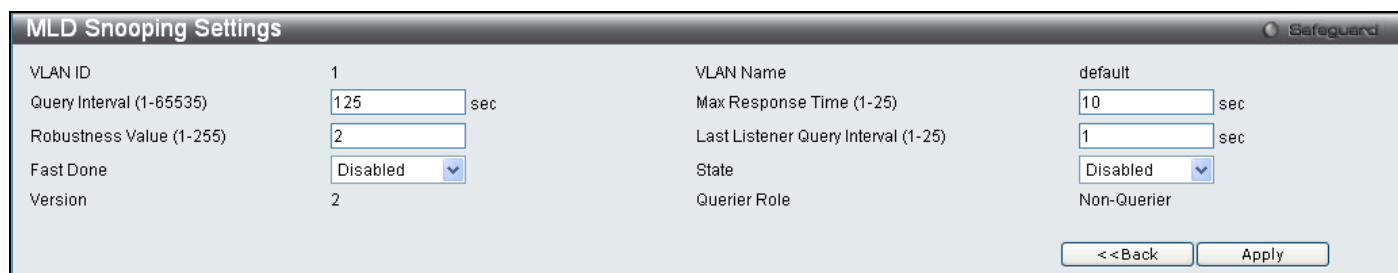 MLD Snooping Settings Safeguard
VLAN ID 1 VLAN Name default
Query Interval (1-65535) 125 sec Max Response Time (1-25) 10 sec
Robustness Value (1-255) 2 Last Listener Query Interval (1-25) 1 sec
Fast Done Disabled State Disabled
Version 2 Querier Role Non-Querier
<<Back Apply